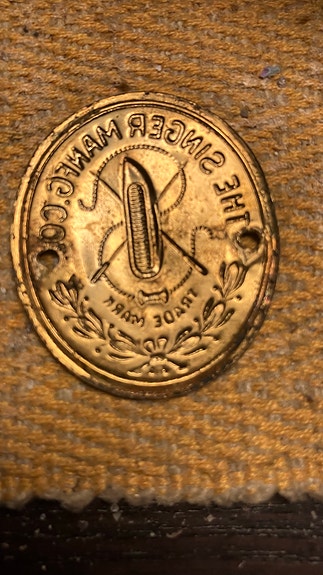 THE SINGER MANFG. CO.
TRADE MARK